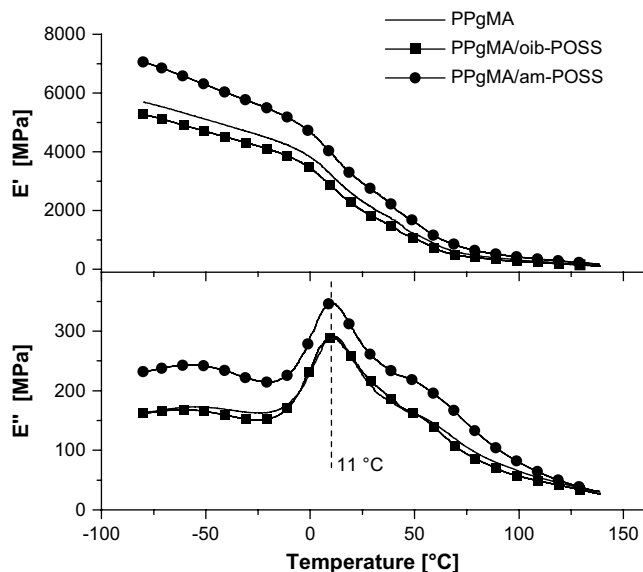 PPgMA
PPgMA/oib-POSS
PPgMA/am-POSS
8000
6000
4000
2000
0
E' [MPa]
300
200
100
0
E" [MPa]
11 °C
-100 -50 0 50 100 150
Temperature [°C]